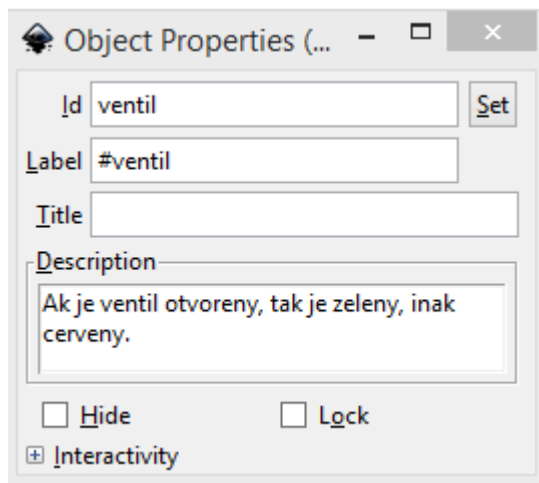 Object Properties (...
Id ventil Set
Label #ventil
Title
Description
Ak je ventil otvoreny, tak je zeleny, inak
cerveny.
Hide Lock
Interactivity